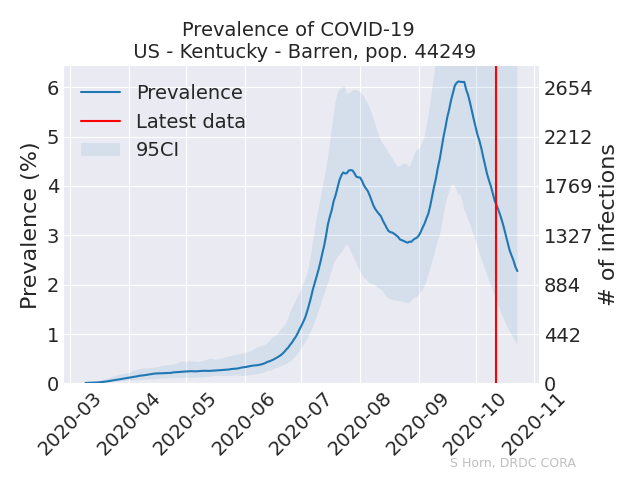 Prevalence of COVID-19
US - Kentucky - Barren, pop. 44249
Prevalence (%)
6
5
4
3
2
1
0
Prevalence
Latest data
95CI
2654
2212
1769
1327
884
442
0
# of infections
2020-03
2020-04
2020-05
2020-06
2020-07
2020-08
2020-09
2020-10
2020-11
S Horn, DRDC CORA